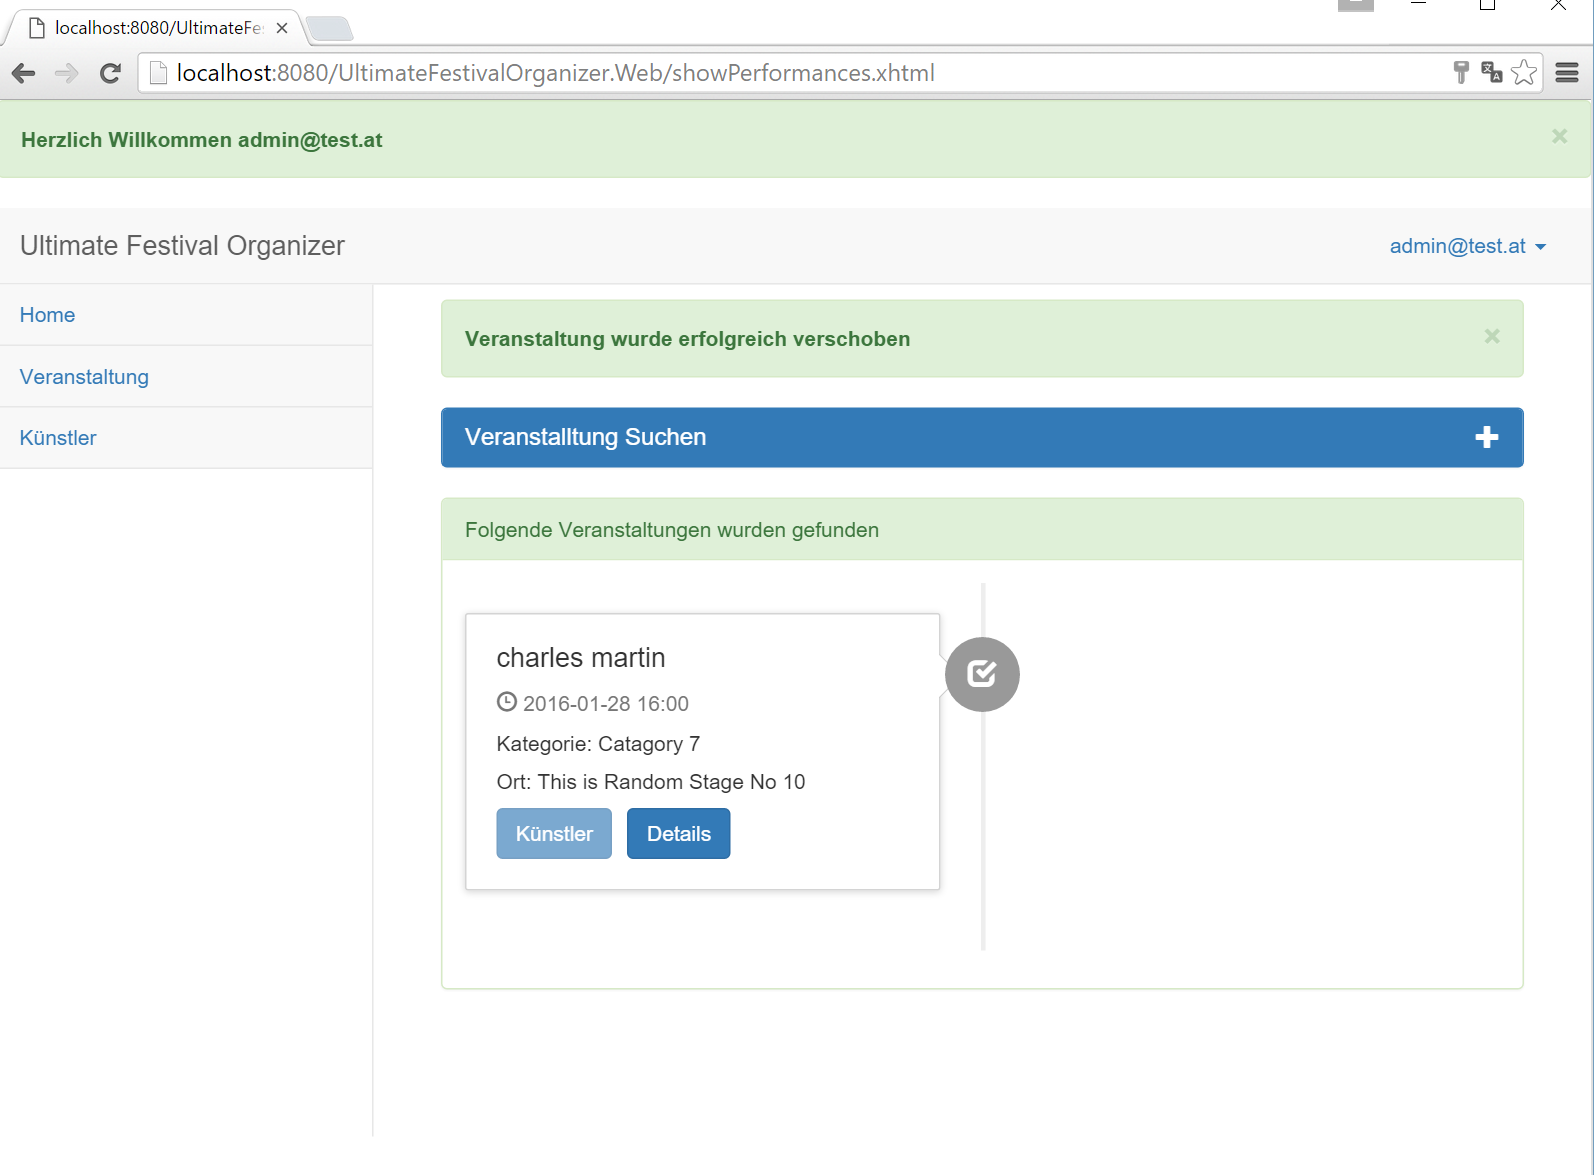 localhost:8080/UltimateFe
localhost:8080/UltimateFestivalOrganizer.Web/showPerformances.xhtml
Herzlich Willkommen admin@test.at
Ultimate Festival Organizer
admin@test.at
Home
Veranstaltung
Künstler
Veranstaltung wurde erfolgreich verschoben
Veranstalltung Suchen
Folgende Veranstaltungen wurden gefunden
charles martin
2016-01-28 16:00
Kategorie: Catagory 7
Ort: This is Random Stage No 10
Künstler Details